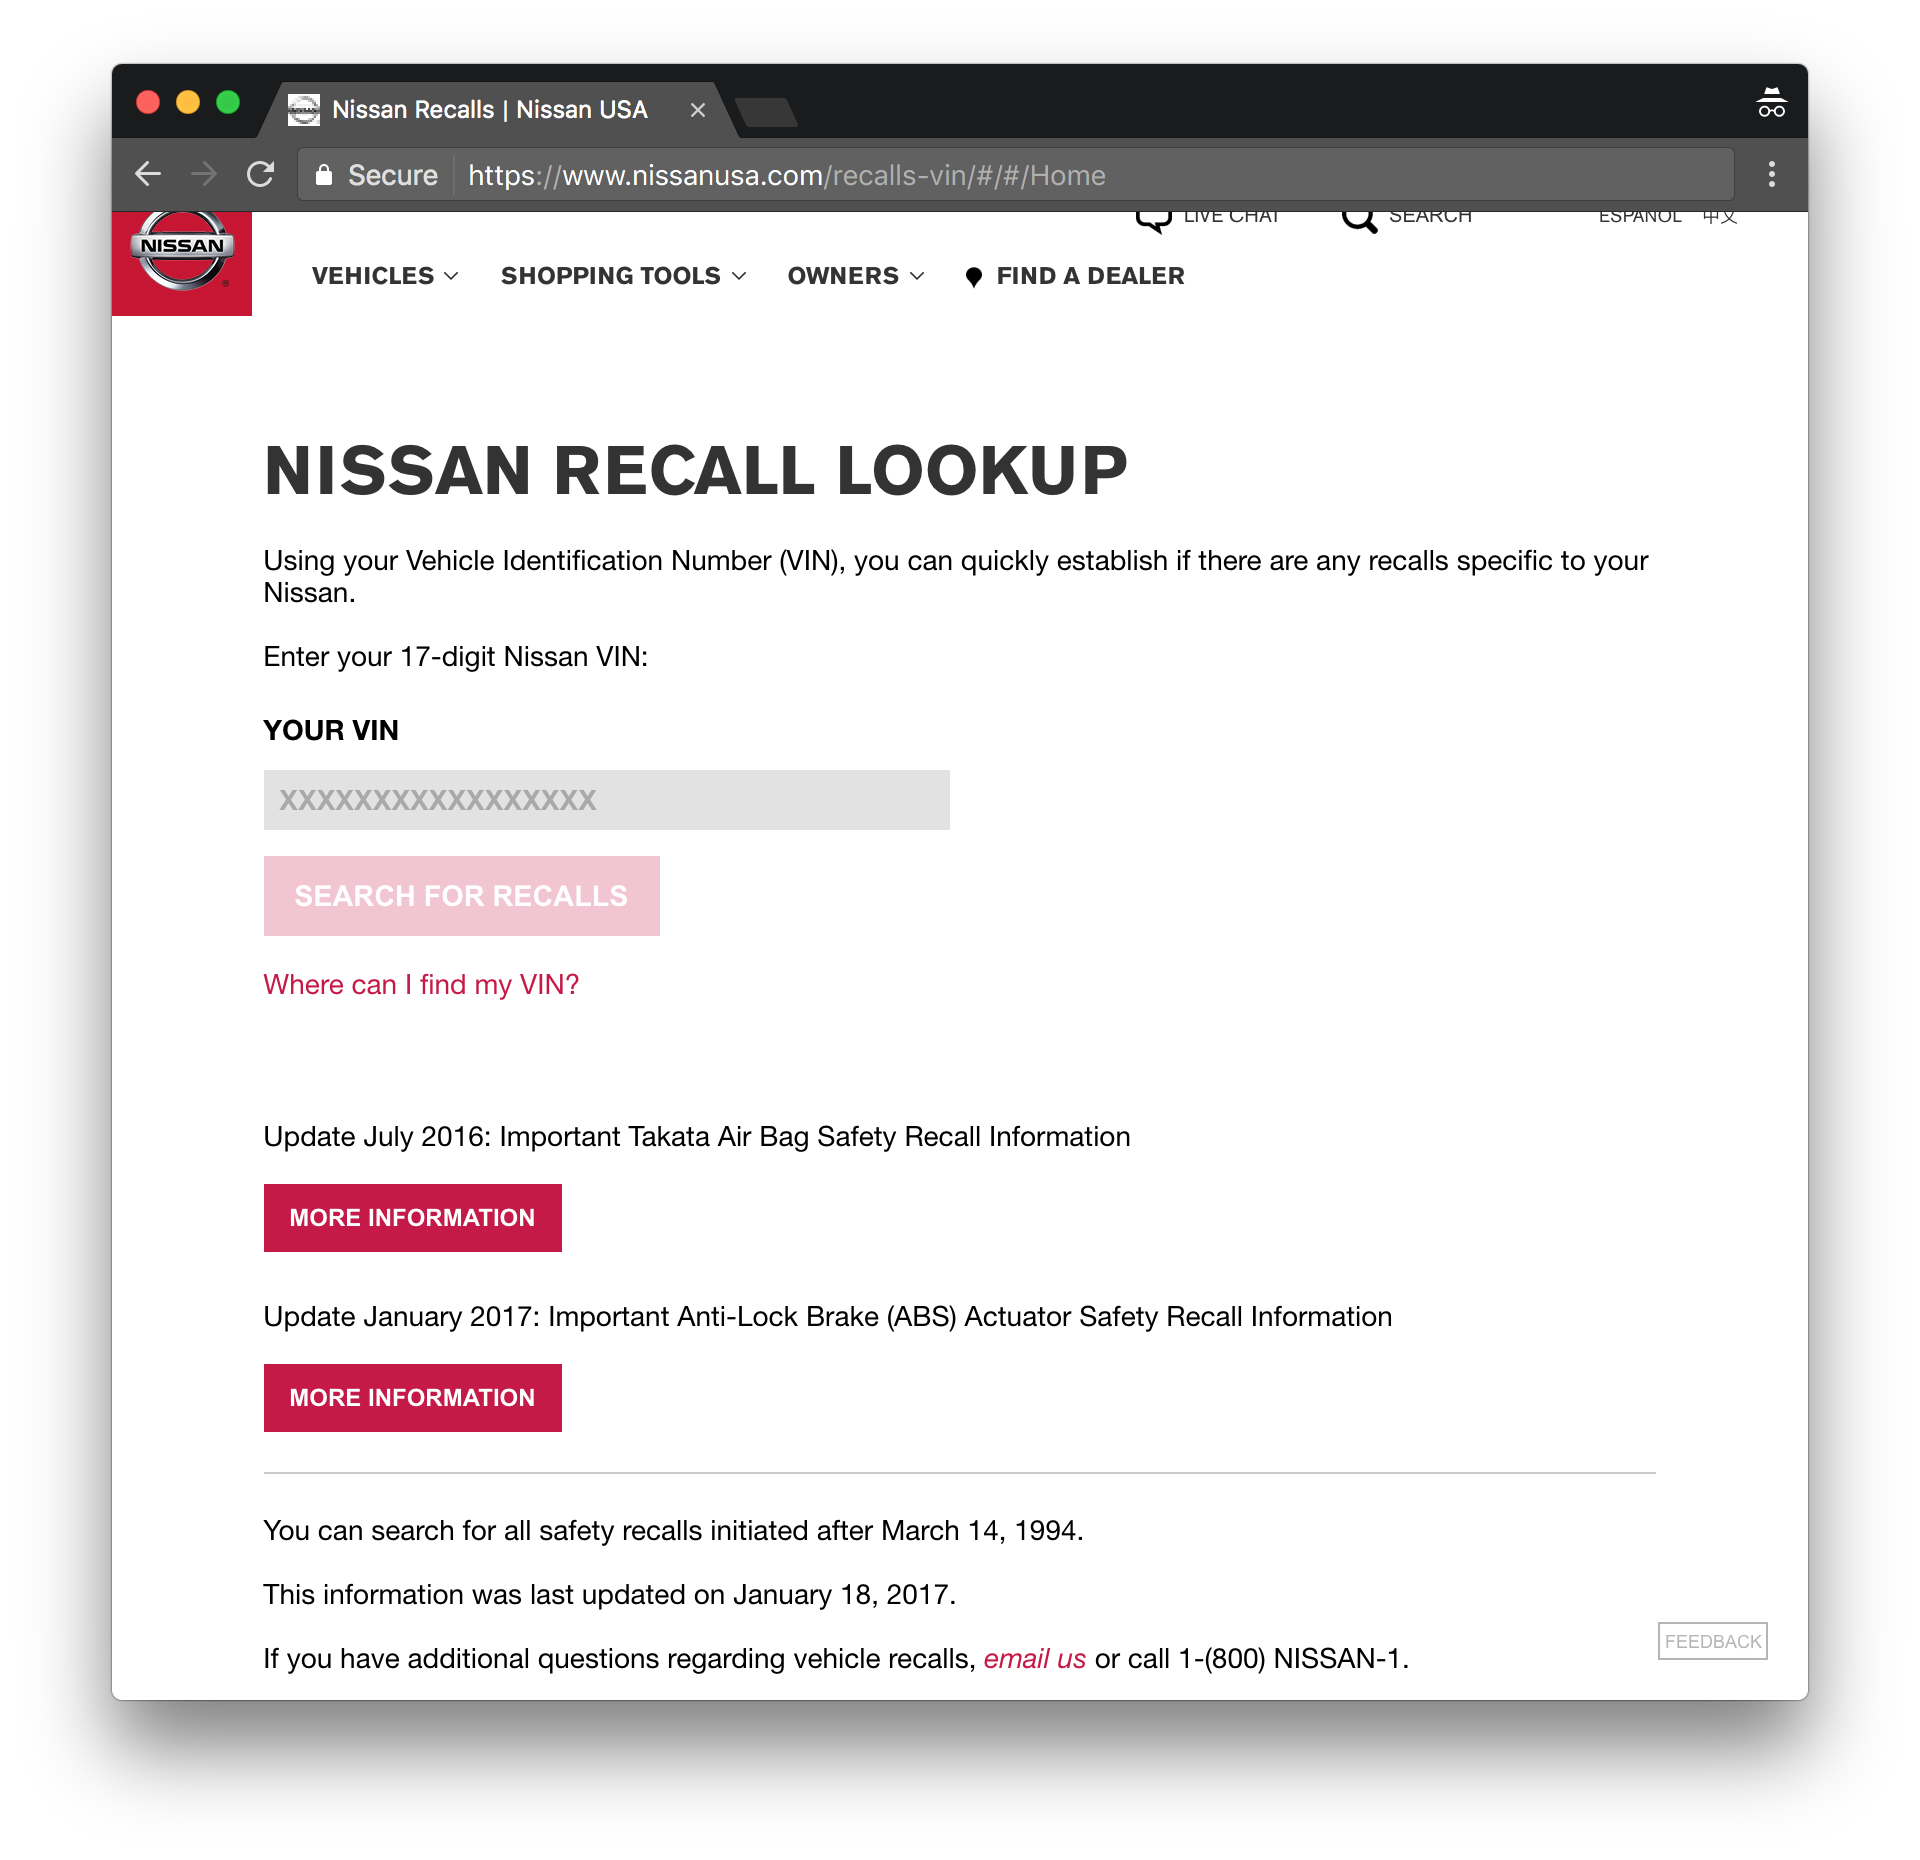 Nissan Recalls | Nissan USA
Secure https://www.nissanusa.com/recalls-vin/#/#/Home
NISSAN
LIVE CHAT SEARCH ESPAÑOL 中文
VEHICLES SHOPPING TOOLS OWNERS FIND A DEALER
NISSAN RECALL LOOKUP
Using your Vehicle Identification Number (VIN), you can quickly establish if there are any recalls specific to your
Nissan.
Enter your 17-digit Nissan VIN:
YOUR VIN
XXXXXXXXXXXXXXXXX
SEARCH FOR RECALLS
Where can I find my VIN?
Update July 2016: Important Takata Air Bag Safety Recall Information
MORE INFORMATION
Update January 2017: Important Anti-Lock Brake (ABS) Actuator Safety Recall Information
MORE INFORMATION
You can search for all safety recalls initiated after March 14, 1994.
This information was last updated on January 18, 2017.
FEEDBACK
If you have additional questions regarding vehicle recalls, email us or call 1-(800) NISSAN-1.